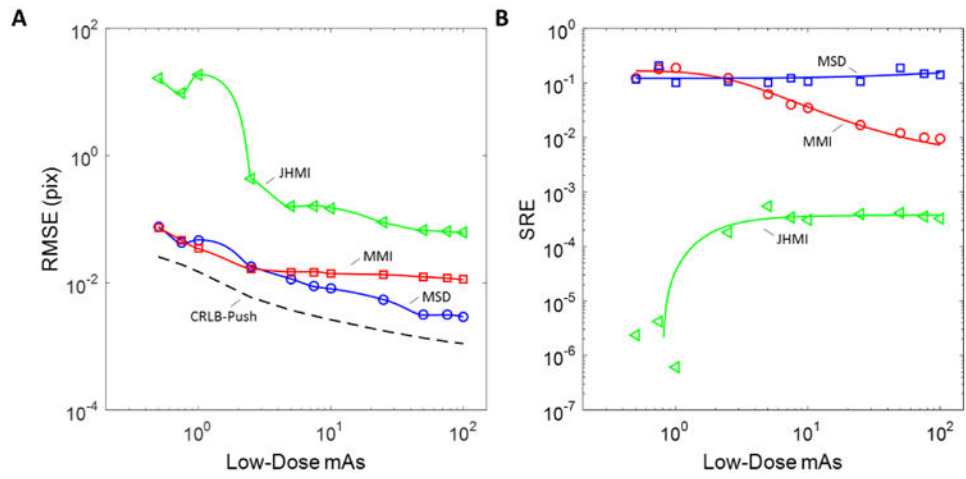 A
B
10^2
10^0
10^-2
10^-4
RMSE (pix)
JHMI
MMI
MSD
CRLB-Push
10^0
10^1
10^2
Low-Dose mAs
10^0
10^-1
10^-2
10^-3
10^-4
10^-5
10^-6
10^-7
SRE
MSD
MMI
JHMI
10^0
10^1
10^2
Low-Dose mAs